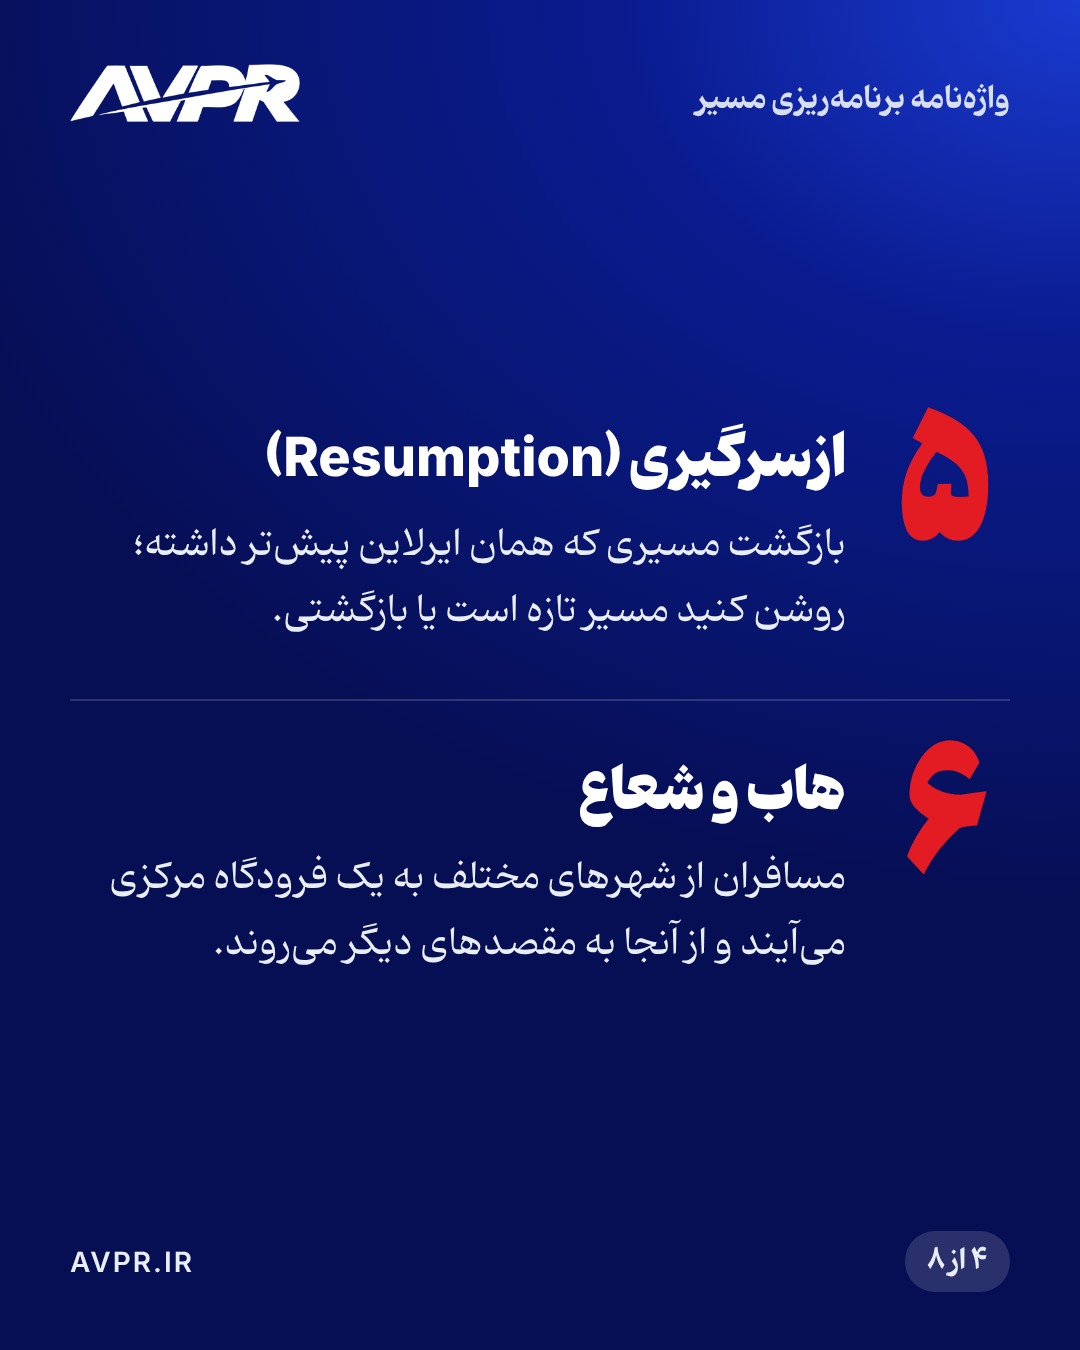 واژه‌نامه برنامه‌ریزی مسیر
AVPR
۵
ازسرگیری (Resumption)
بازگشت مسیری که همان ایرلاین پیش‌تر داشته؛
روشن کنید مسیر تازه است یا بازگشتی.
۶
هاب و شعاع
مسافران از شهرهای مختلف به یک فرودگاه مرکزی
می‌آیند و از آنجا به مقصدهای دیگر می‌روند.
۴ از ۸
AVPR.IR